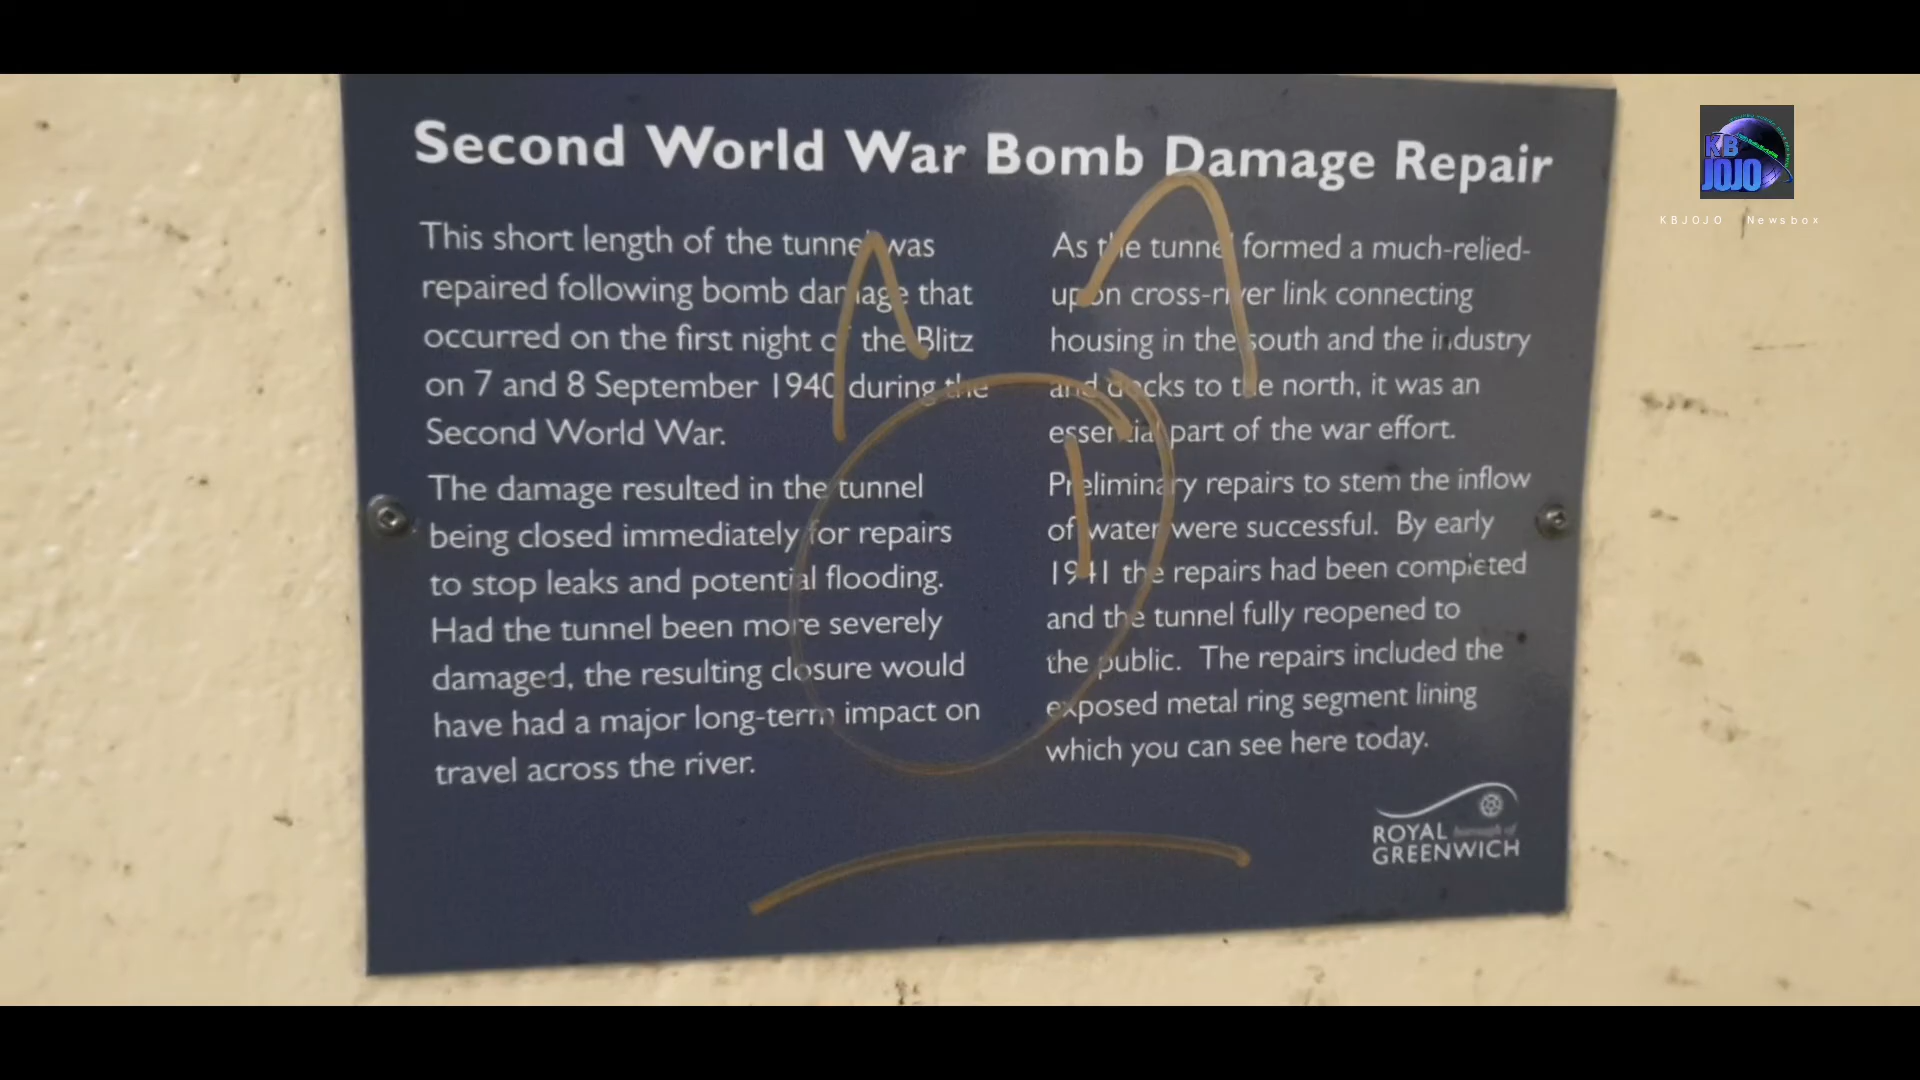 Second World War Bomb Damage Repair
This short length of the tunnel was
repaired following bomb damage that
occurred on the first night of the Blitz
on 7 and 8 September 1940 during the
Second World War.
The damage resulted in the tunnel
being closed immediately for repairs
to stop leaks and potential flooding.
Had the tunnel been more severely
damaged, the resulting closure would
have had a major long-term impact on
travel across the river.
As the tunnel formed a much-relied-
upon cross-river link connecting
housing in the south and the industry
and docks to the north, it was an
essential part of the war effort.
Preliminary repairs to stem the inflow
of water were successful. By early
1941 the repairs had been completed
and the tunnel fully reopened to
the public. The repairs included the
exposed metal ring segment lining
which you can see here today.
ROYAL borough of
GREENWICH
KB
JOJO
KBJOJO Newsbox